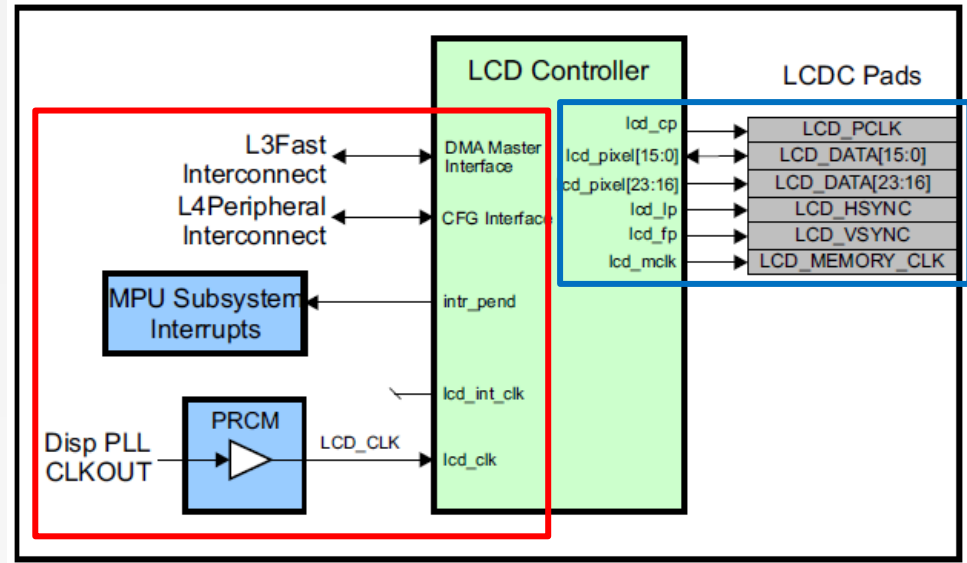 LCD Controller
LCDC Pads
L3Fast
Interconnect
DMA Master
Interface
L4Peripheral
Interconnect
CFG Interface
MPU Subsystem
Interrupts
intr_pend
lcd_int_clk
PRCM
Disp PLL
CLKOUT
LCD_CLK
lcd_clk
lcd_cp
LCD_PCLK
lcd_pixel[15:0]
LCD_DATA[15:0]
lcd_pixel[23:16]
LCD_DATA[23:16]
lcd_lp
LCD_HSYNC
lcd_fp
LCD_VSYNC
lcd_mclk
LCD_MEMORY_CLK